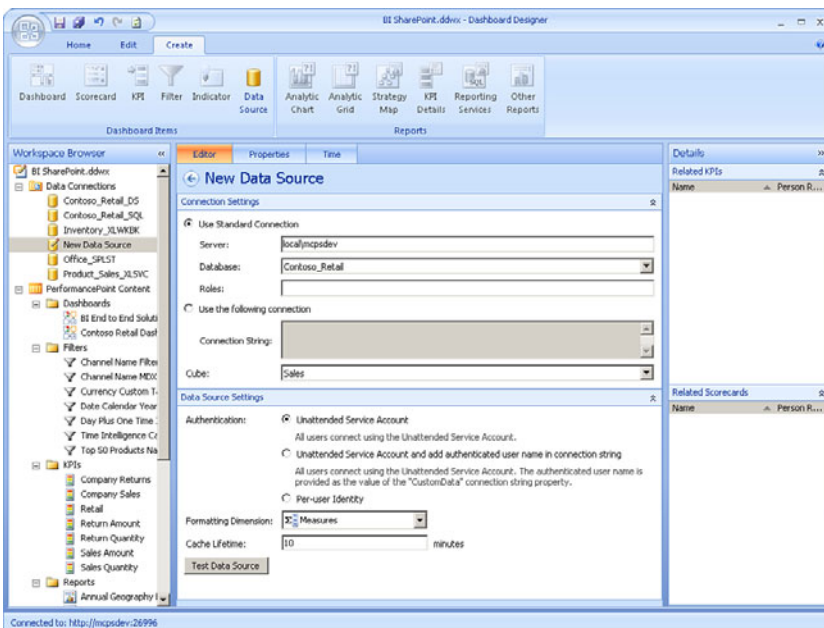 BI SharePoint.ddwx - Dashboard Designer
Home Edit Create
Dashboard Scorecard KPI Filter Indicator Data Source Analytic Chart Analytic Grid Strategy Map KPI Details Reporting Services Other Reports
Dashboard Items Reports
Workspace Browser
BI SharePoint.ddwx
Data Connections
Contoso_Retail_DS
Contoso_Retail_SQL
Inventory_XLWKBK
New Data Source
Office_SPLST
Product_Sales_XLSVC
PerformancePoint Content
Dashboards
BI End to End Soluti
Contoso Retail Dash
Filters
Channel Name Filter
Channel Name MDX
Currency Custom T
Date Calendar Year
Day Plus One Time
Time Intelligence Ca
Top 50 Products Na
KPIs
Company Returns
Company Sales
Retail
Return Amount
Return Quantity
Sales Amount
Sales Quantity
Reports
Annual Geography
Editor Properties Time
New Data Source
Connection Settings
Use Standard Connection
Server: local\mcpsdev
Database: Contoso_Retail
Roles:
Use the following connection
Connection String:
Cube: Sales
Data Source Settings
Authentication: Unattended Service Account
All users connect using the Unattended Service Account.
Unattended Service Account and add authenticated user name in connection string
All users connect using the Unattended Service Account. The authenticated user name is
provided as the value of the "CustomData" connection string property.
Per-user Identity
Formatting Dimension: Measures
Cache Lifetime: 10 minutes
Test Data Source
Details
Related KPIs
Name Person R...
Related Scorecards
Name Person R...
Connected to: http://mcpsdev:26996